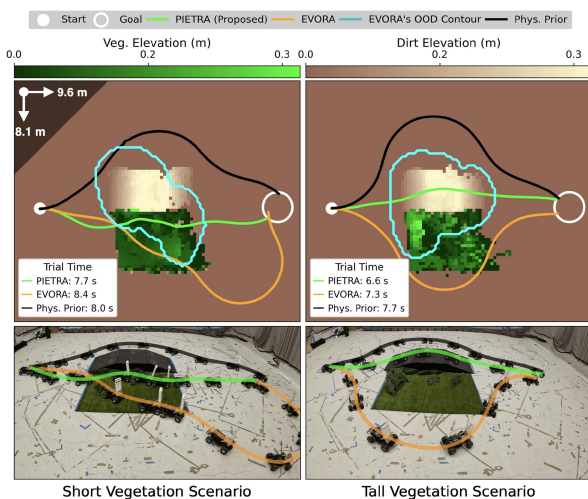 Start Goal PIETRA (Proposed) EVORA EVORA's OOD Contour Phys. Prior
Veg. Elevation (m) Dirt Elevation (m)
0.1 0.2 0.3 0.1 0.2 0.3
9.6 m
8.1 m
Trial Time
PIETRA: 7.7 s
EVORA: 8.4 s
Phys. Prior: 8.0 s
Trial Time
PIETRA: 6.6 s
EVORA: 7.3 s
Phys. Prior: 7.7 s
Short Vegetation Scenario Tall Vegetation Scenario